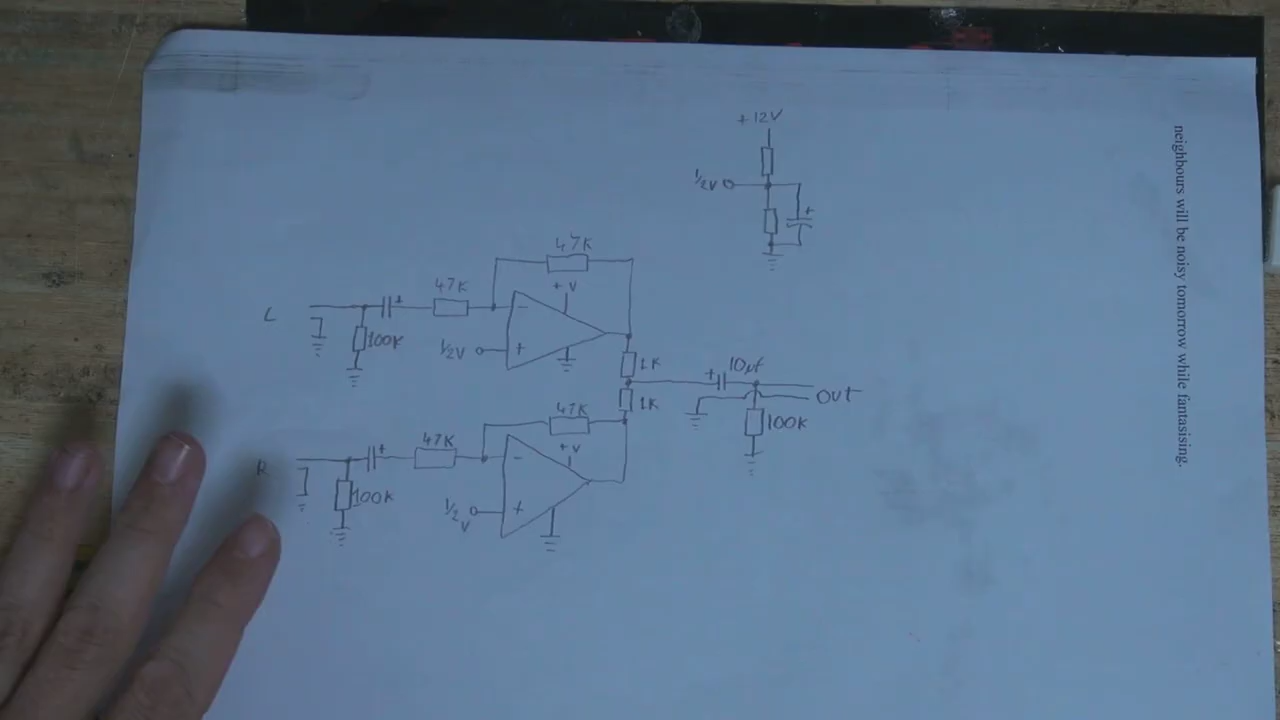 +12V
1/2V
47K
47K
+V
L
-
+
100K
1/2V
1K
10µf
+
OUT
1K
47K
47K
+V
100K
R
-
+
100K
1/2V
neighbours will be noisy tomorrow while fantasising.